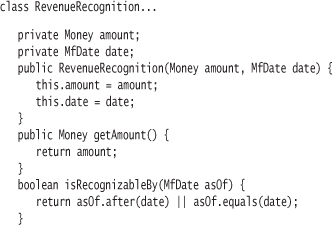 class RevenueRecognition...
private Money amount;
private MfDate date;
public RevenueRecognition(Money amount, MfDate date) {
this.amount = amount;
this.date = date;
}
public Money getAmount() {
return amount;
}
boolean isRecognizableBy(MfDate asOf) {
return asOf.after(date) || asOf.equals(date);
}